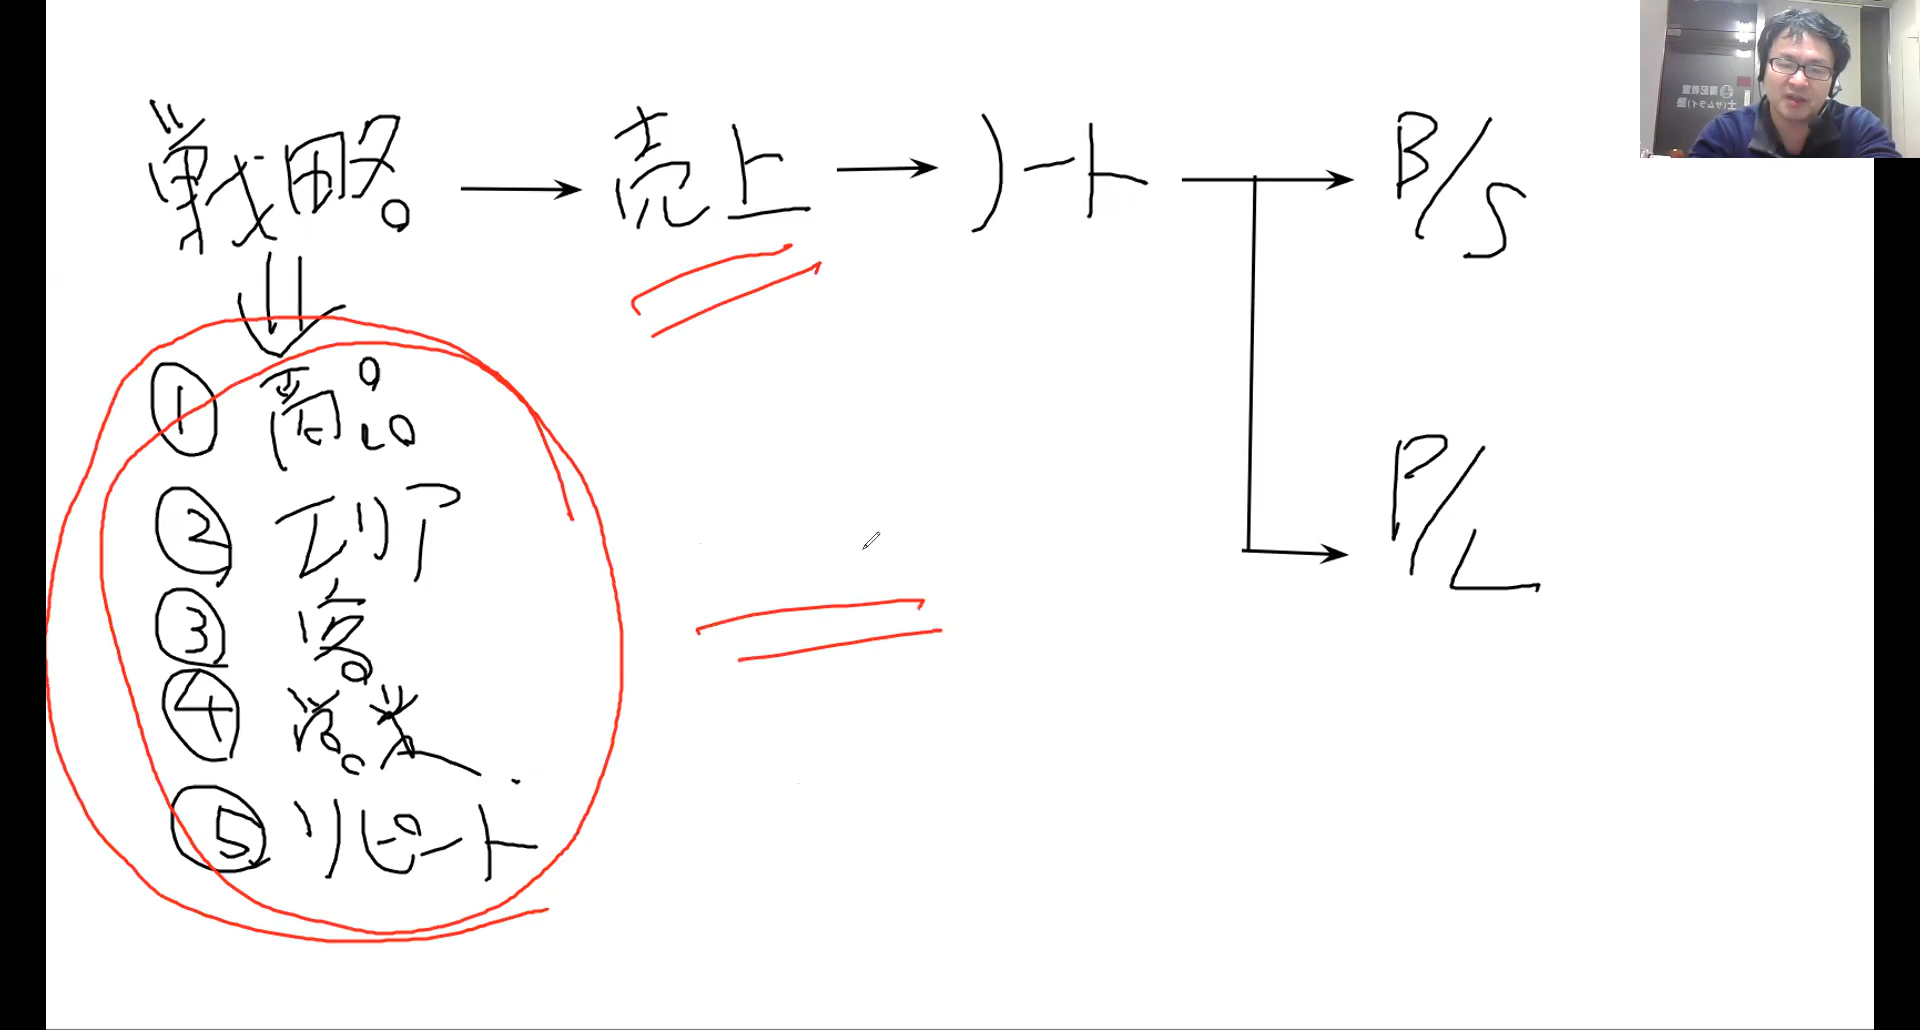 戦略 → 売上 → ノート → B/S
① 商品
② エリア
P/L
③ 客
④ 営業
⑤ リピート